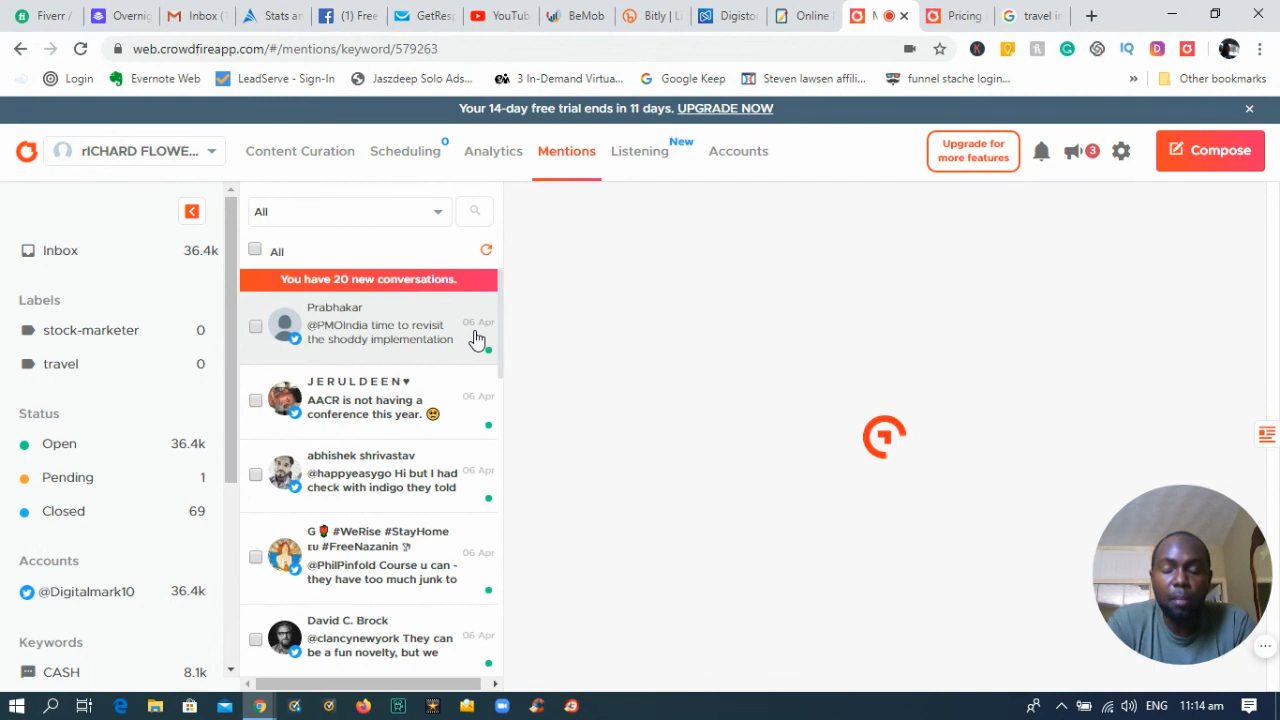 Fiverr /
Overnig
Inbox (
Stats an
(1) Free
GetRes
YouTub
BeMob
Bitly | L
Digistor
Online
Pricing
travel in
web.crowdfireapp.com/#/mentions/keyword/579263
Login
Evernote Web
LeadServe - Sign-In
Jaszdeep Solo Ads...
3 In-Demand Virtua...
Google Keep
Steven lawsen affili...
funnel stache login...
Other bookmarks
Your 14-day free trial ends in 11 days. UPGRADE NOW
rICHARD FLOWE...
Content Curation
Scheduling
0
Analytics
Mentions
Listening
New
Accounts
Upgrade for
more features
3
Compose
Inbox 36.4k
Labels
stock-marketer 0
travel 0
Status
Open 36.4k
Pending 1
Closed 69
Accounts
@Digitalmark10 36.4k
Keywords
CASH 8.1k
All
All
You have 20 new conversations.
Prabhakar
@PMOIndia time to revisit
the shoddy implementation
06 Apr
J E R U L D E E N ♥
AACR is not having a
conference this year.
06 Apr
abhishek shrivastav
@happyeasygo Hi but I had
check with indigo they told
06 Apr
G #WeRise #StayHome
EU #FreeNazanin
@PhilPinfold Course u can -
they have too much junk to
06 Apr
David C. Brock
@clancynewyork They can
be a fun novelty, but we
06 Apr
ENG
11:14 am